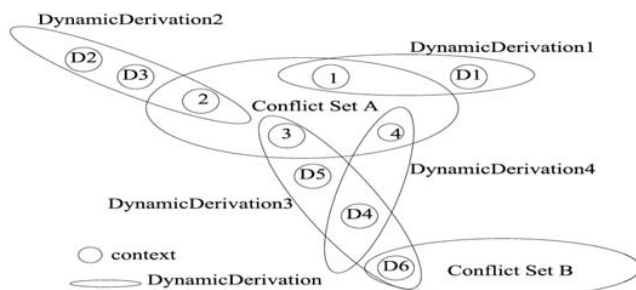 DynamicDerivation2
DynamicDerivation1
D2
D3
1
D1
2
Conflict Set A
3
4
D5
DynamicDerivation4
DynamicDerivation3
D4
context
D6
Conflict Set B
DynamicDerivation